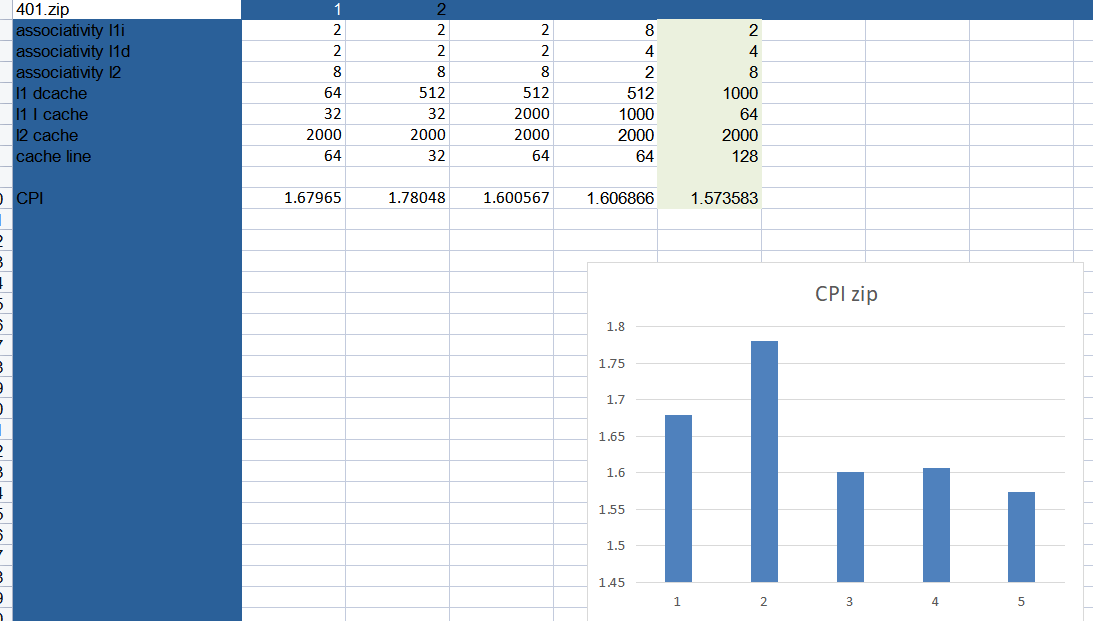 401.zip 1 2
associativity l1i 2 2 2 8 2
associativity l1d 2 2 2 4 4
associativity l2 8 8 8 2 8
l1 dcache 64 512 512 512 1000
l1 I cache 32 32 2000 1000 64
l2 cache 2000 2000 2000 2000 2000
cache line 64 32 64 64 128
CPI 1.67965 1.78048 1.600567 1.606866 1.573583
CPI zip
1.8
1.75
1.7
1.65
1.6
1.55
1.5
1.45
1 2 3 4 5